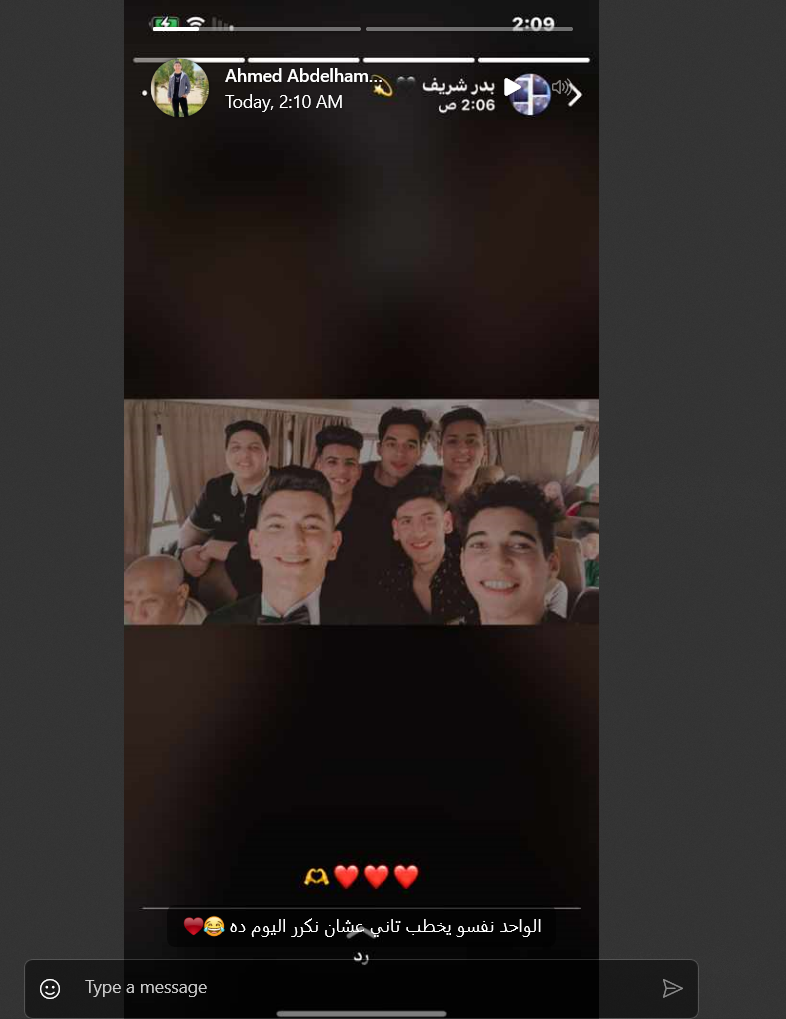 2:09
Ahmed Abdelham...
بدر شريف 🖤 💫
Today, 2:10 AM
2:06 ص
🫶❤️❤️❤️
الواحد نفسو يخطب تاني عشان نكرر اليوم ده 😂♥️
رد
Type a message